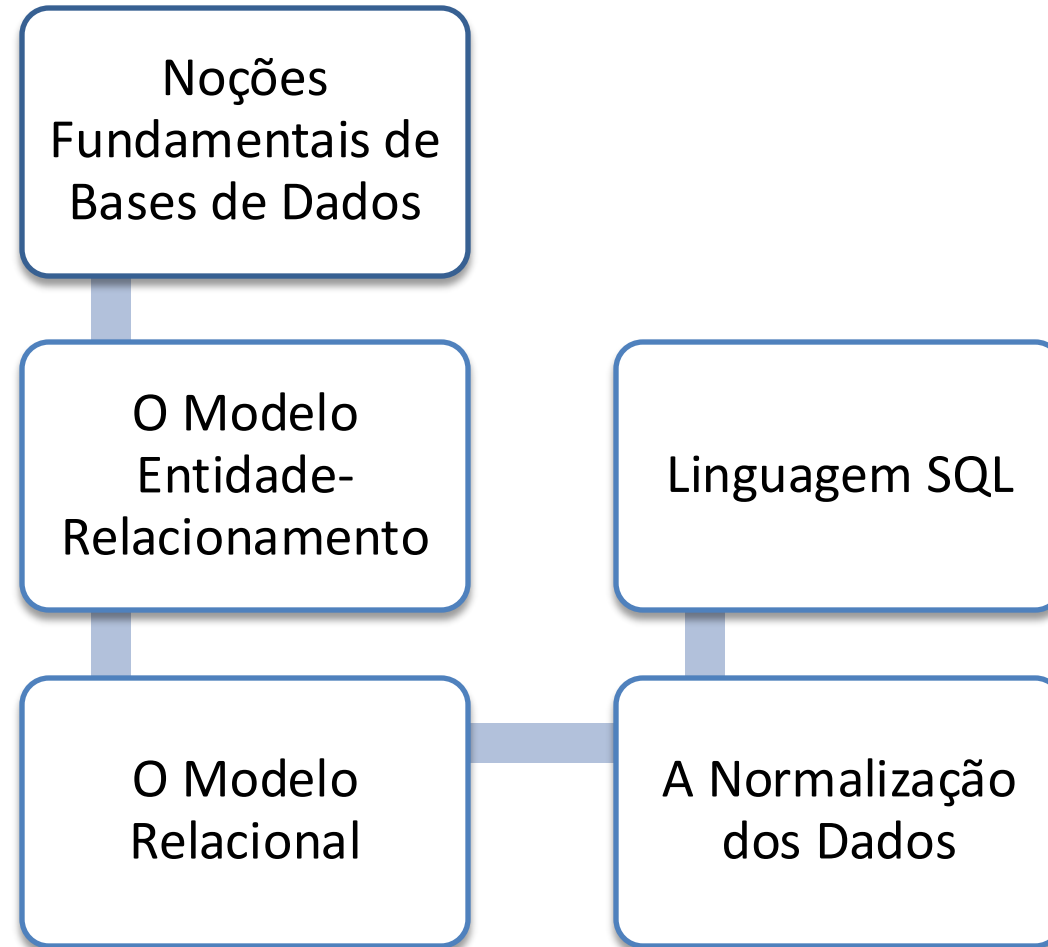 Noções
Fundamentais de
Bases de Dados
O Modelo
Entidade-
Relacionamento
O Modelo
Relacional
A Normalização
dos Dados
Linguagem SQL